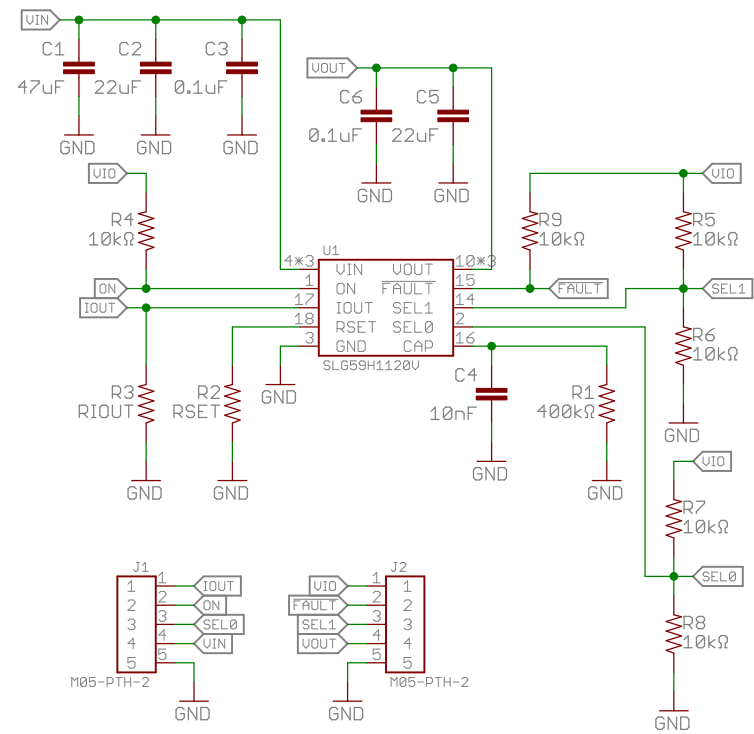 VIN
C1 C2 C3
47uF 22uF 0.1uF
GND GND GND
VOUT
C6 C5
0.1uF 22uF
GND GND
VIO
R4
10kΩ
VIO
R9 R5
10kΩ 10kΩ
U1
4*3 VIN VOUT 10*3
ON 1 ON FAULT 15 FAULT SEL1
IOUT 17 IOUT SEL1 14
18 RSET SEL0 2
3 GND CAP 16
SLG59H1120V
R6
10kΩ
GND
GND
R3 R2
RIOUT RSET
C4 R1
10nF 400kΩ
GND GND GND GND
VIO
R7
10kΩ
SEL0
R8
10kΩ
GND
J1
1 1 IOUT
2 2 ON
3 3 SEL0
4 4 VIN
5 5
M05-PTH-2
GND
J2
VIO 1 1
FAULT 2 2
SEL1 3 3
VOUT 4 4
5 5
M05-PTH-2
GND